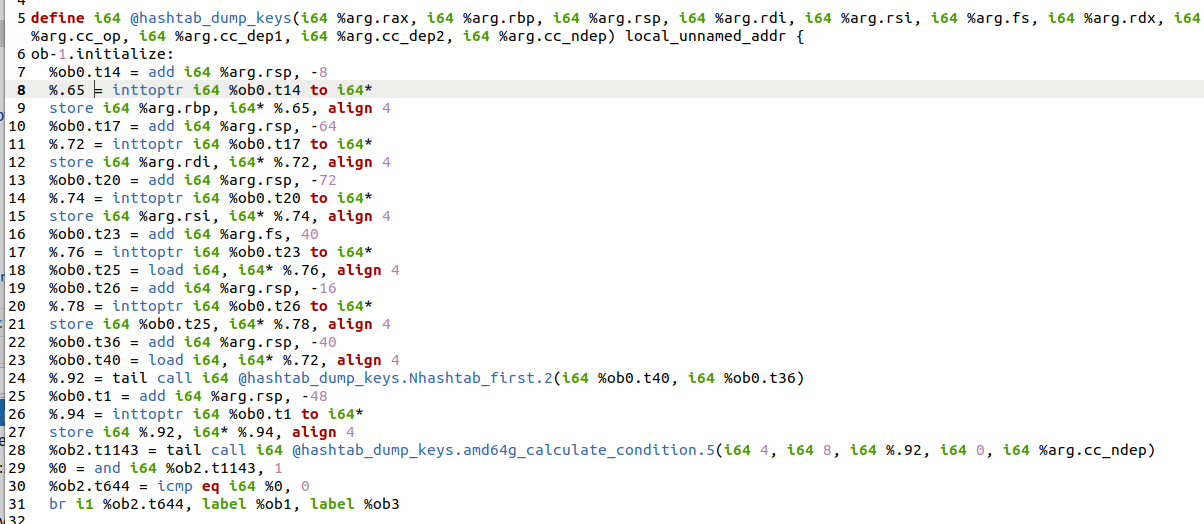 5 define i64 @hashtab_dump_keys(i64 %arg.rax, i64 %arg.rbp, i64 %arg.rsp, i64 %arg.rdi, i64 %arg.rsi, i64 %arg.fs, i64 %arg.rdx, i64
%arg.cc_op, i64 %arg.cc_dep1, i64 %arg.cc_dep2, i64 %arg.cc_ndep) local_unnamed_addr {
6 ob-1.initialize:
7 %ob0.t14 = add i64 %arg.rsp, -8
8 %.65 = inttoptr i64 %ob0.t14 to i64*
9 store i64 %arg.rbp, i64* %.65, align 4
10 %ob0.t17 = add i64 %arg.rsp, -64
11 %.72 = inttoptr i64 %ob0.t17 to i64*
12 store i64 %arg.rdi, i64* %.72, align 4
13 %ob0.t20 = add i64 %arg.rsp, -72
14 %.74 = inttoptr i64 %ob0.t20 to i64*
15 store i64 %arg.rsi, i64* %.74, align 4
16 %ob0.t23 = add i64 %arg.fs, 40
17 %.76 = inttoptr i64 %ob0.t23 to i64*
18 %ob0.t25 = load i64, i64* %.76, align 4
19 %ob0.t26 = add i64 %arg.rsp, -16
20 %.78 = inttoptr i64 %ob0.t26 to i64*
21 store i64 %ob0.t25, i64* %.78, align 4
22 %ob0.t36 = add i64 %arg.rsp, -40
23 %ob0.t40 = load i64, i64* %.72, align 4
24 %.92 = tail call i64 @hashtab_dump_keys.Nhashtab_first.2(i64 %ob0.t40, i64 %ob0.t36)
25 %ob0.t1 = add i64 %arg.rsp, -48
26 %.94 = inttoptr i64 %ob0.t1 to i64*
27 store i64 %.92, i64* %.94, align 4
28 %ob2.t1143 = tail call i64 @hashtab_dump_keys.amd64g_calculate_condition.5(i64 4, i64 8, i64 %.92, i64 0, i64 %arg.cc_ndep)
29 %0 = and i64 %ob2.t1143, 1
30 %ob2.t644 = icmp eq i64 %0, 0
31 br i1 %ob2.t644, label %ob1, label %ob3